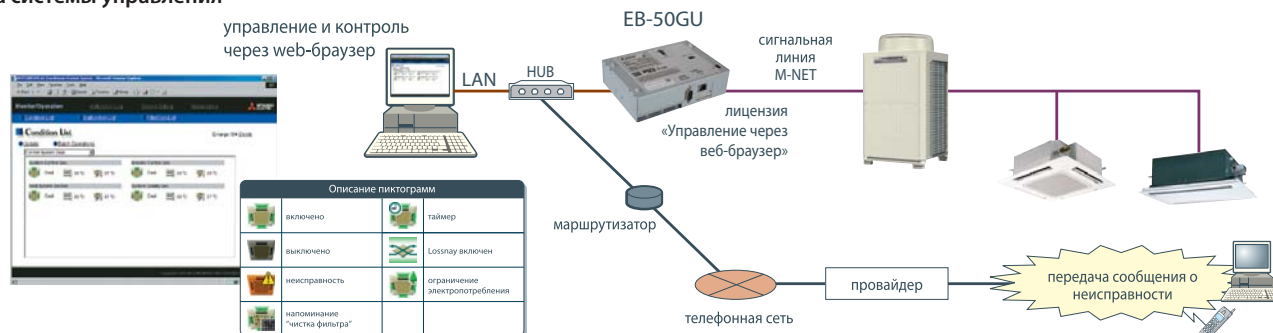 а системы управления
управление и контроль
через web-браузер
EB-50GU
сигнальная
линия
M-NET
LAN
HUB
лицензия
«Управление через
веб-браузер»
Condition List
Описание пиктограмм
включено
таймер
выключено
Lossnay включен
неисправность
ограничение
электропотребления
напоминание
"чистка фильтра"
маршрутизатор
телефонная сеть
провайдер
передача сообщения о
неисправности